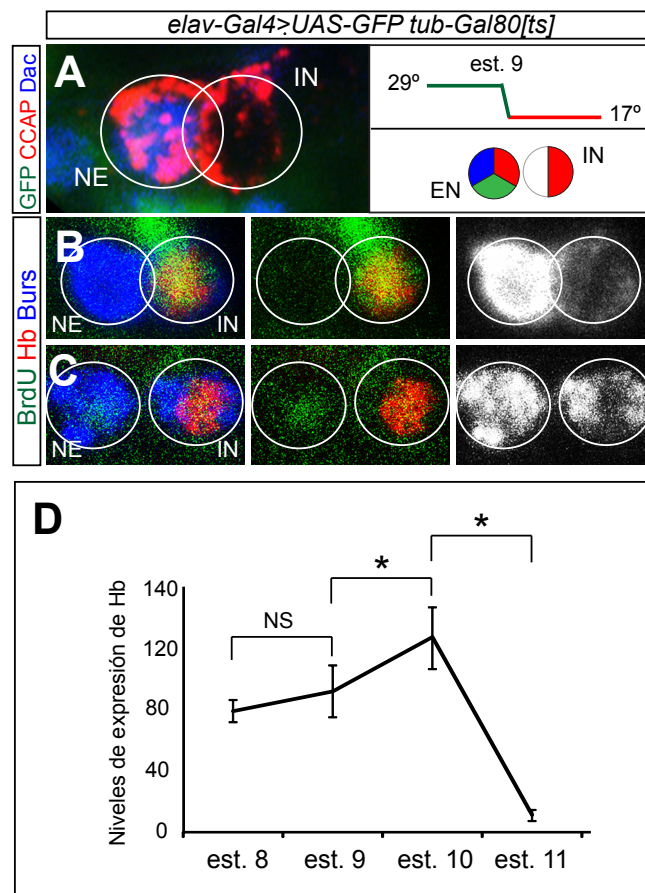 elav-Gal4>UAS-GFP tub-Gal80[ts]
GFP CCAP Dac
A
IN
NE
est. 9
29º
17º
IN
EN
BrdU Hb Burs
B
NE
IN
C
NE
IN
D
Niveles de expresión de Hb
140
120
80
40
0
NS
*
*
est. 8
est. 9
est. 10
est. 11